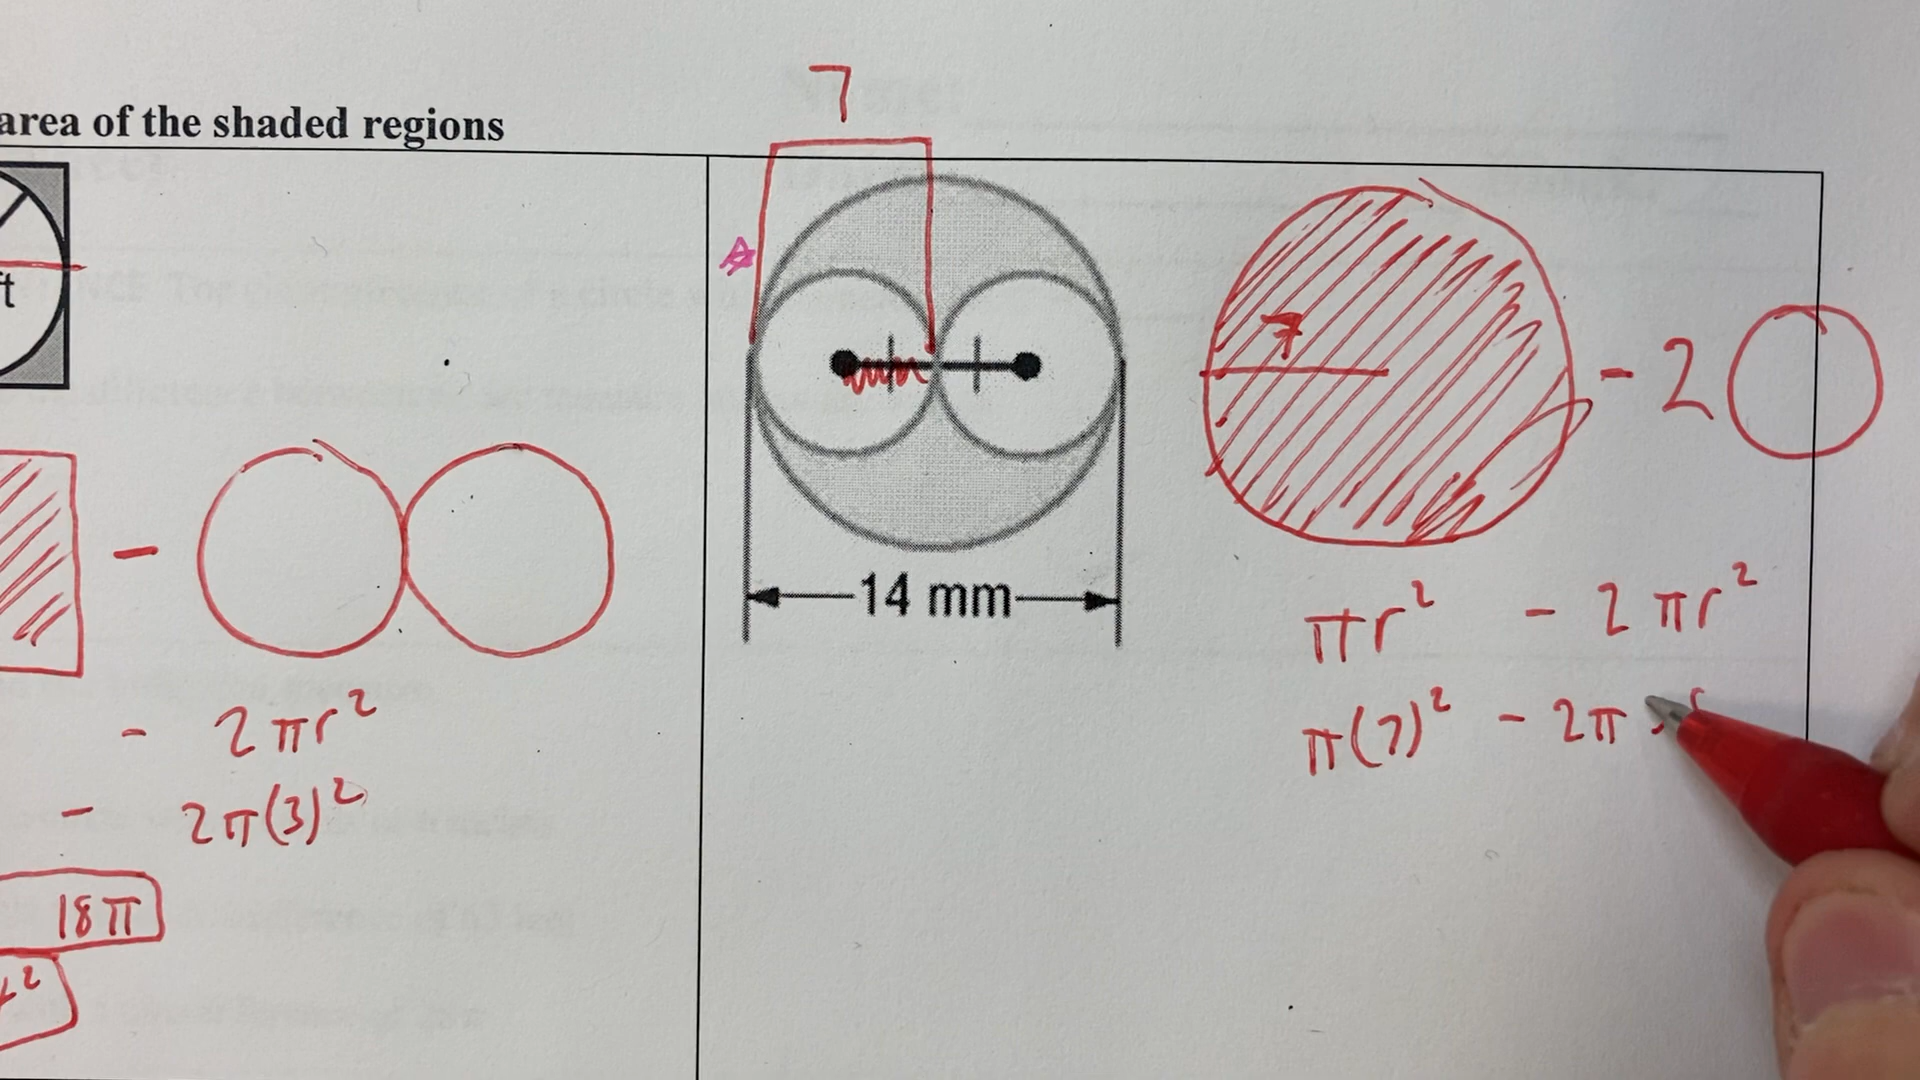 7
area of the shaded regions
ft
7
- 2
-
14 mm
πr² - 2πr²
- 2πr²
π(7)² - 2π
- 2π(3)²
18π